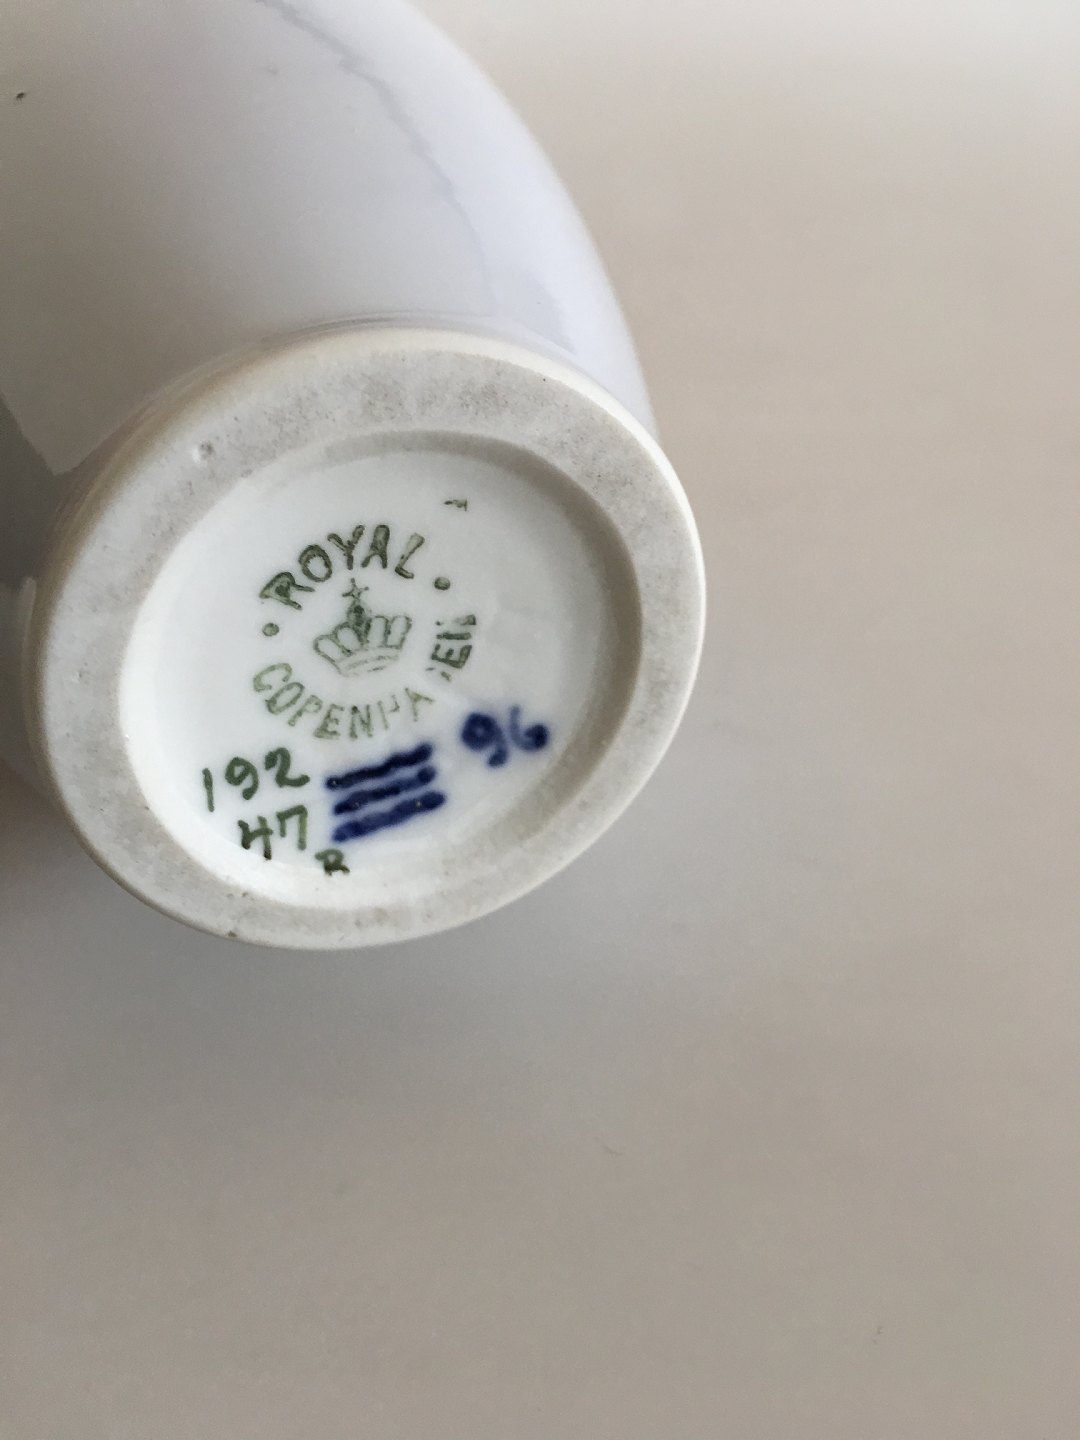 ROYAL
COPENHAGEN
192
47
R
96